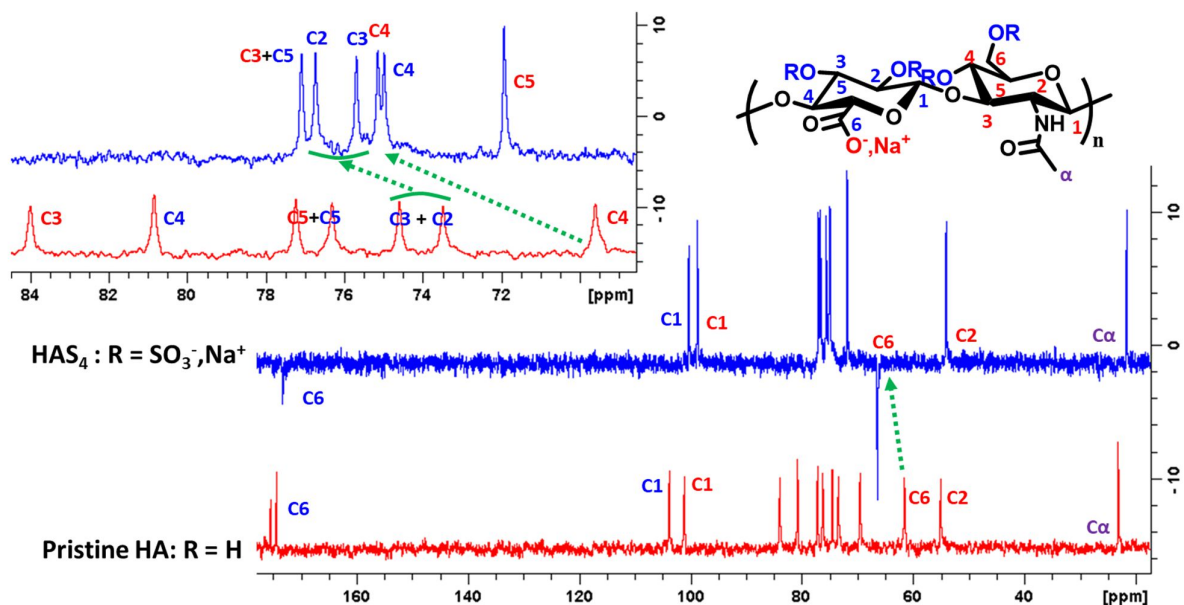 C3+C5
C2
C3
C4
C4
C5
10
0
-10
C3
C4
C5+C5
C3 + C2
C4
84
82
80
77
75
72
[ppm]
OR
6
4
RO
3
2
OR
RO
5
4
5
1
O
O
O
O
2
6
O
3
NH
1
n
O⁻,Na⁺
O
α
HAS₄ : R = SO₃⁻,Na⁺
C6
C1
C1
C6
C2
Cα
10
0
-10
Pristine HA: R = H
C6
C1
C1
C6
C2
Cα
160
140
120
100
80
60
40
[ppm]